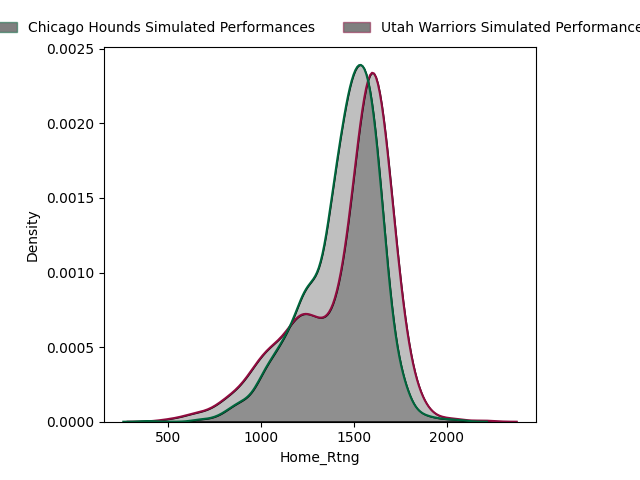 Chicago Hounds Simulated Performances
Utah Warriors Simulated Performance
0.0025
0.0020
0.0015
0.0010
0.0005
0.0000
Density
500
1000
1500
2000
Home_Rtng